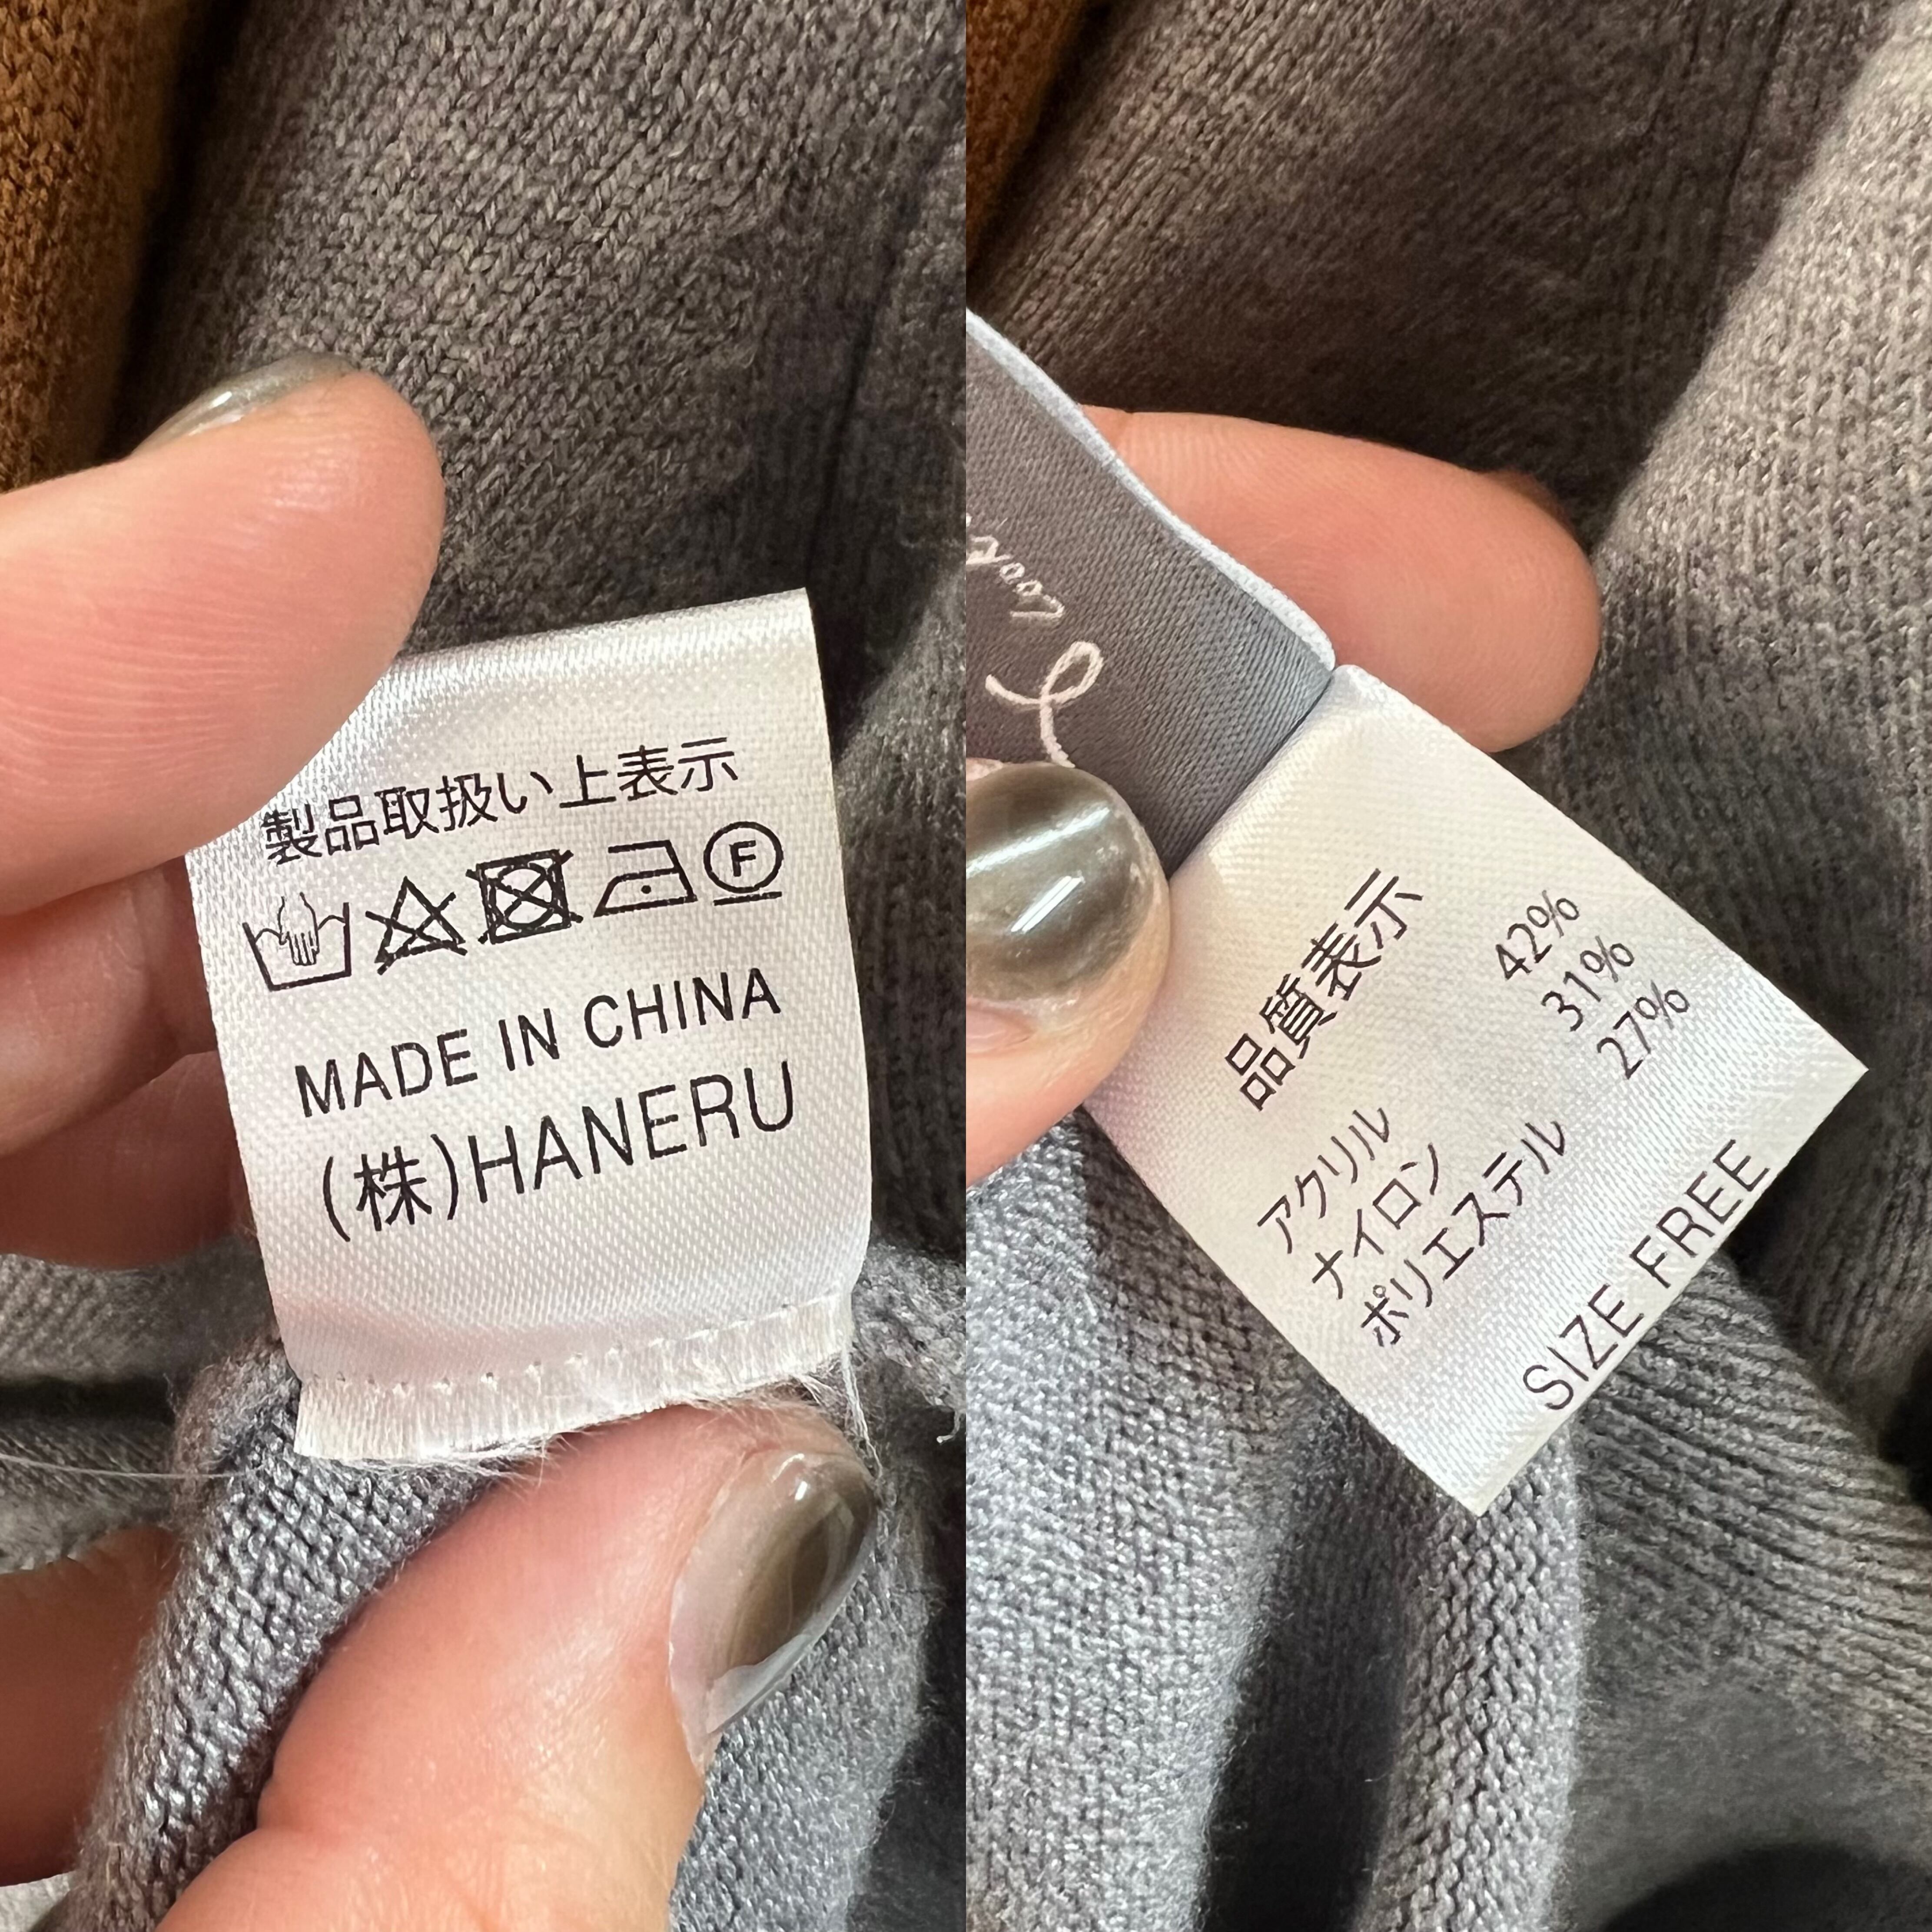 製品取扱い上表示
F
MADE IN CHINA
(株)HANERU
品質表示
アクリル 42%
ナイロン 31%
ポリエステル 27%
SIZE FREE